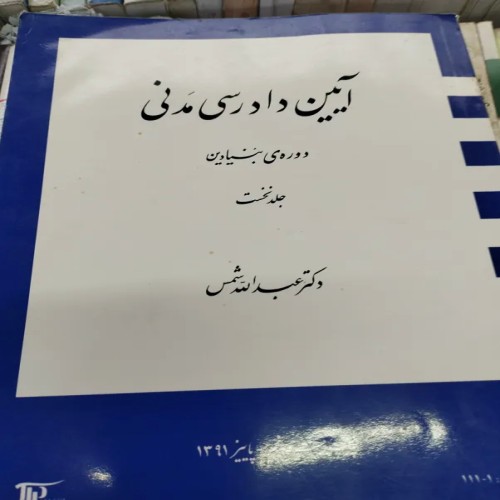 آیین دادرسی مدنی
دوره‌ی بنیادین
جلد نخست
دکتر عبدالله شمس
پاییز ۱۳۹۱